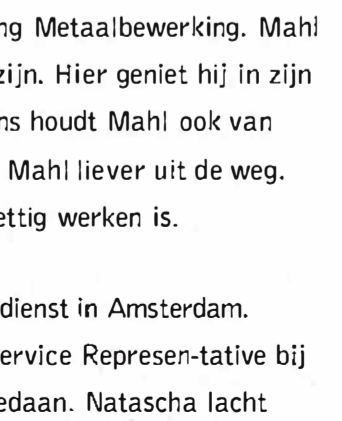 ng Metaalbewerking. Mahl
zijn. Hier geniet hij in zijn
ns houdt Mahl ook van
Mahl liever uit de weg.
ettig werken is.
dienst in Amsterdam.
ervice Represen-tative bij
edaan. Natascha lacht